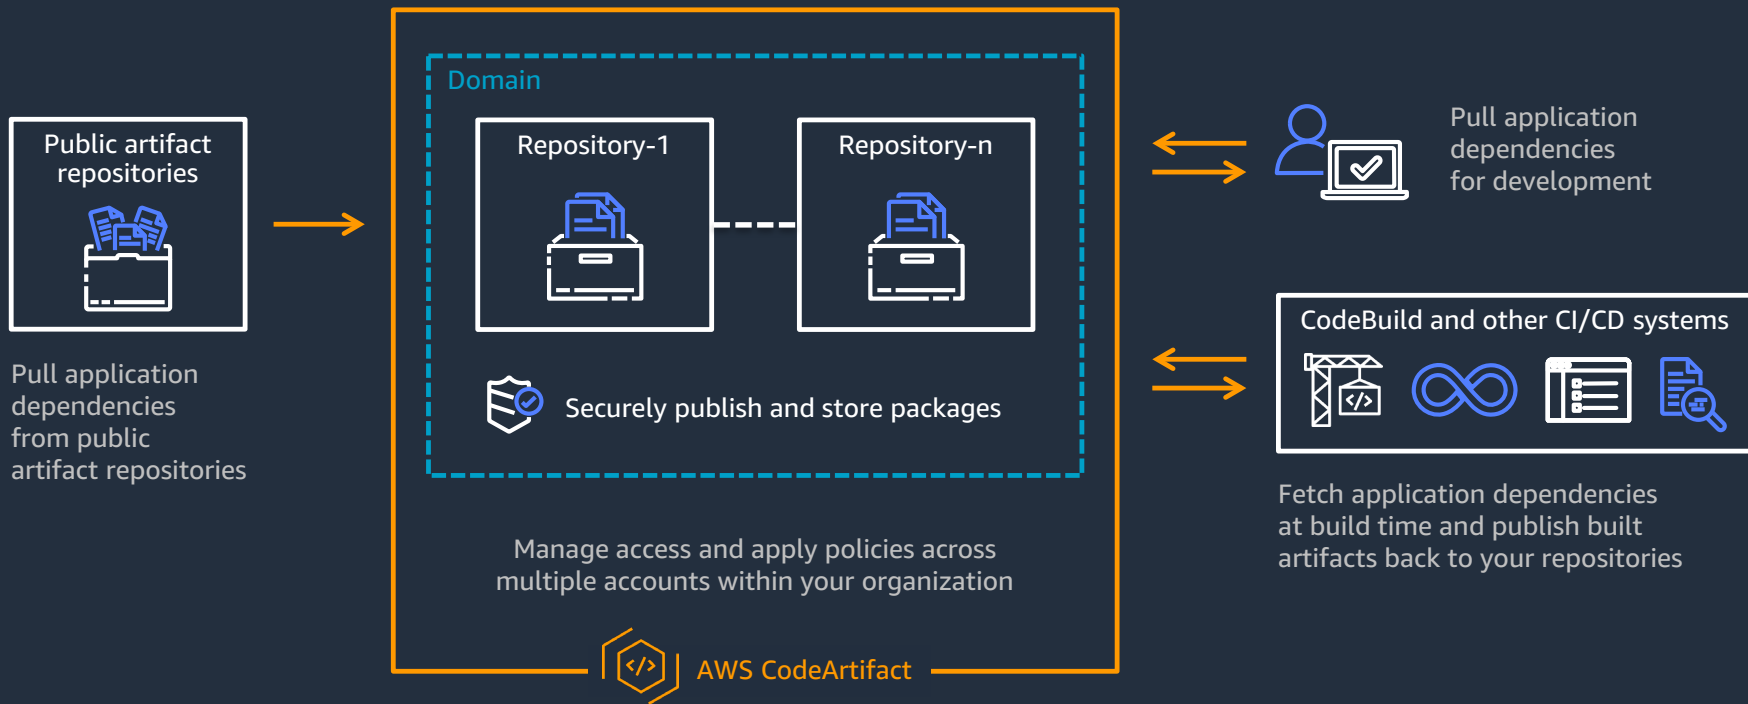 Public artifact
repositories
Pull application
dependencies
from public
artifact repositories
Domain
Repository-1
Repository-n
Securely publish and store packages
Manage access and apply policies across
multiple accounts within your organization
</>
AWS CodeArtifact
Pull application
dependencies
for development
CodeBuild and other CI/CD systems
</>
Fetch application dependencies
at build time and publish built
artifacts back to your repositories